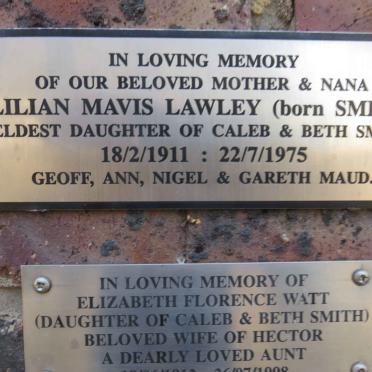 IN LOVING MEMORY
OF OUR BELOVED MOTHER & NANA
LILIAN MAVIS LAWLEY (born SMI
ELDEST DAUGHTER OF CALEB & BETH SM
18/2/1911 : 22/7/1975
GEOFF, ANN, NIGEL & GARETH MAUD.
IN LOVING MEMORY OF
ELIZABETH FLORENCE WATT
(DAUGHTER OF CALEB & BETH SMITH)
BELOVED WIFE OF HECTOR
A DEARLY LOVED AUNT